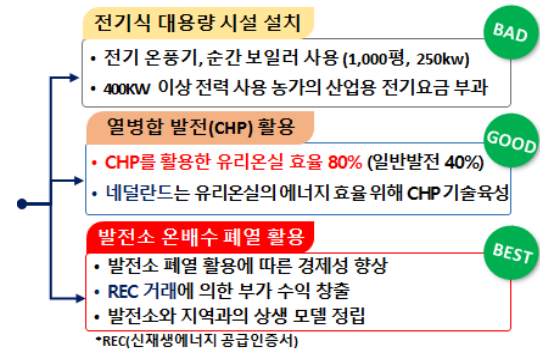 전기식 대용량 시설 설치
BAD
• 전기 온풍기, 순간 보일러 사용 (1,000평, 250kw)
• 400KW 이상 전력 사용 농가의 산업용 전기요금 부과
열병합 발전(CHP) 활용
GOOD
• CHP를 활용한 유리온실 효율 80% (일반발전 40%)
• 네덜란드는 유리온실의 에너지 효율 위해 CHP 기술육성
발전소 온배수 폐열 활용
BEST
• 발전소 폐열 활용에 따른 경제성 향상
• REC 거래에 의한 부가 수익 창출
• 발전소와 지역과의 상생 모델 정립
*REC(신재생에너지 공급인증서)